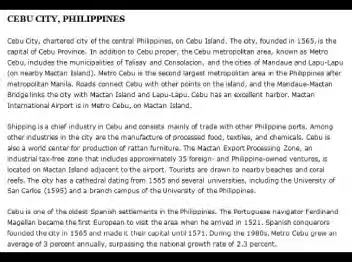 CEBU CITY, PHILIPPINES
Cebu City, chartered city of the central Philippines, on Cebu Island. The city, founded in 1565, is the
capital of Cebu Province. In addition to Cebu proper, the Cebu metropolitan area, known as Metro
Cebu, includes the municipalities of Talisay and Consolacion, and the cities of Mandaue and Lapu-Lapu
(on nearby Mactan Island). Metro Cebu is the second largest metropolitan area in the Philippines after
metropolitan Manila. Roads connect Cebu with other points on the island, and the Mandaue-Mactan
Bridge links the city with Mactan Island and Lapu-Lapu. Cebu has an excellent harbor. Mactan
International Airport is in Metro Cebu, on Mactan Island.
Shipping is a chief industry in Cebu and consists mainly of trade with other Philippine ports. Among
other industries in the city are the manufacture of processed food, textiles, and chemicals. Cebu is
also a world center for production of rattan furniture. The Mactan Export Processing Zone, an
industrial tax-free zone that includes approximately 35 foreign- and Philippine-owned ventures, is
located on Mactan Island adjacent to the airport. Tourists are drawn to nearby beaches and coral
reefs. The city has a cathedral dating from 1565 and several universities, including the University of
San Carlos (1595) and a branch campus of the University of the Philippines.
Cebu is one of the oldest Spanish settlements in the Philippines. The Portuguese navigator Ferdinand
Magellan became the first European to visit the area when he arrived in 1521. Spanish conquerors
founded the city in 1565 and made it their capital until 1571. During the 1980s, Metro Cebu grew an
average of 3 percent annually, surpassing the national growth rate of 2.3 percent.